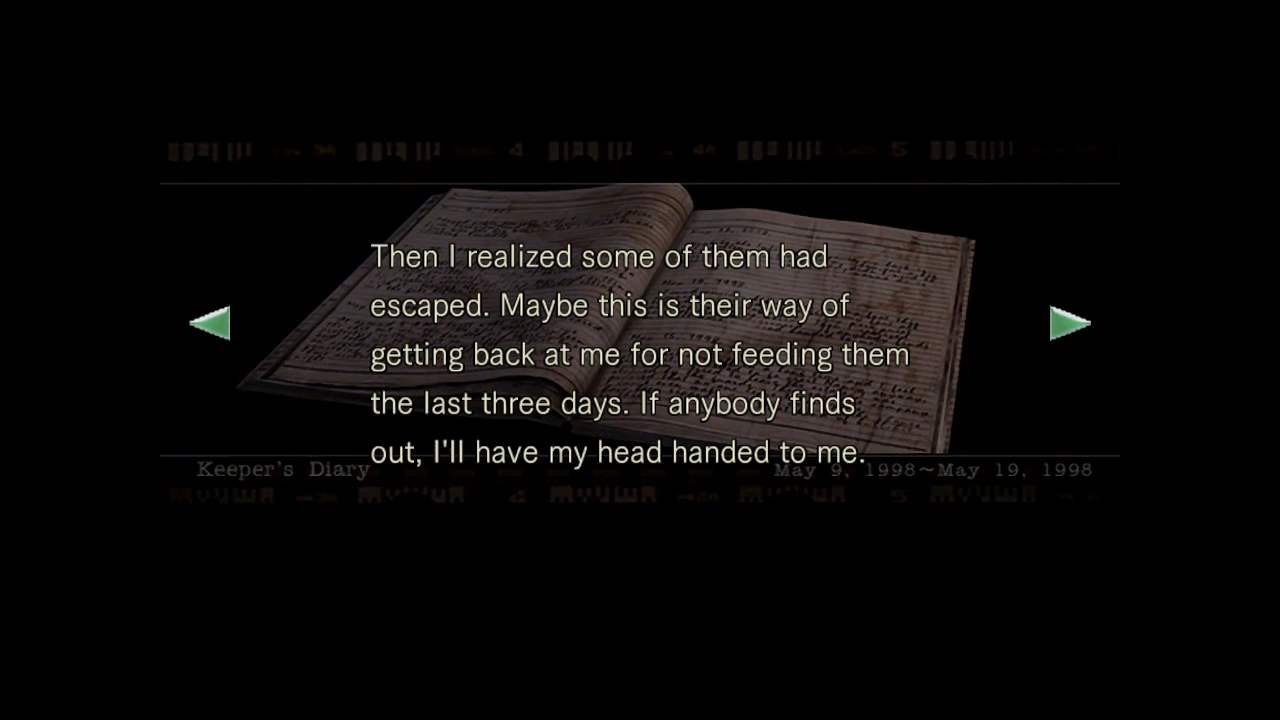 Then I realized some of them had
escaped. Maybe this is their way of
getting back at me for not feeding them
the last three days. If anybody finds
out, I'll have my head handed to me.
Keeper's Diary
May 9, 1998~May 19, 1998